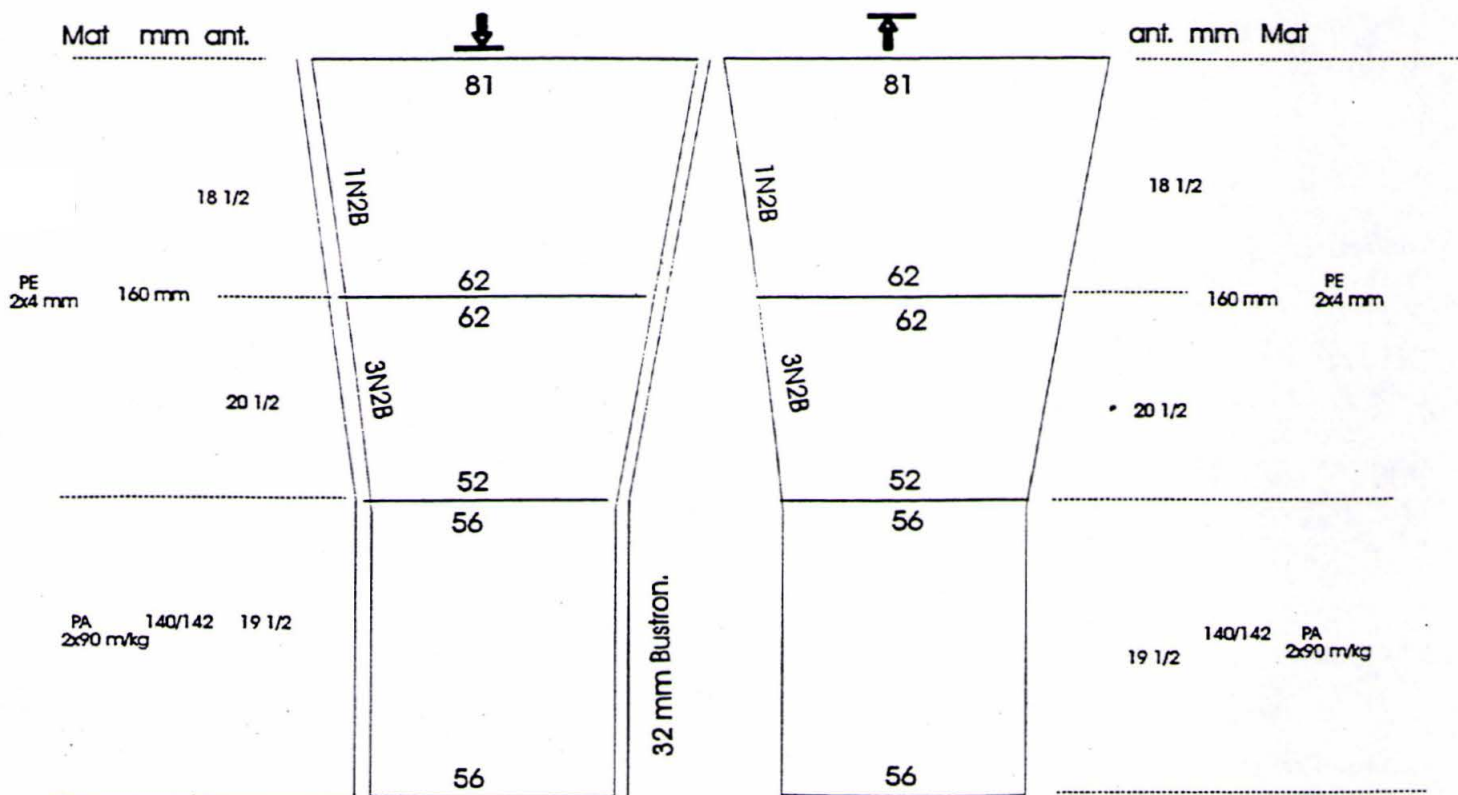 Mat mm ant.
ant. mm Mat
81
81
18 1/2
1N2B
1N2B
18 1/2
PE
2x4 mm
160 mm
62
62
62
62
160 mm
PE
2x4 mm
20 1/2
3N2B
3N2B
20 1/2
52
52
56
56
PA
2x90 m/kg
140/142
19 1/2
32 mm Bustron.
19 1/2
140/142
PA
2x90 m/kg
56
56